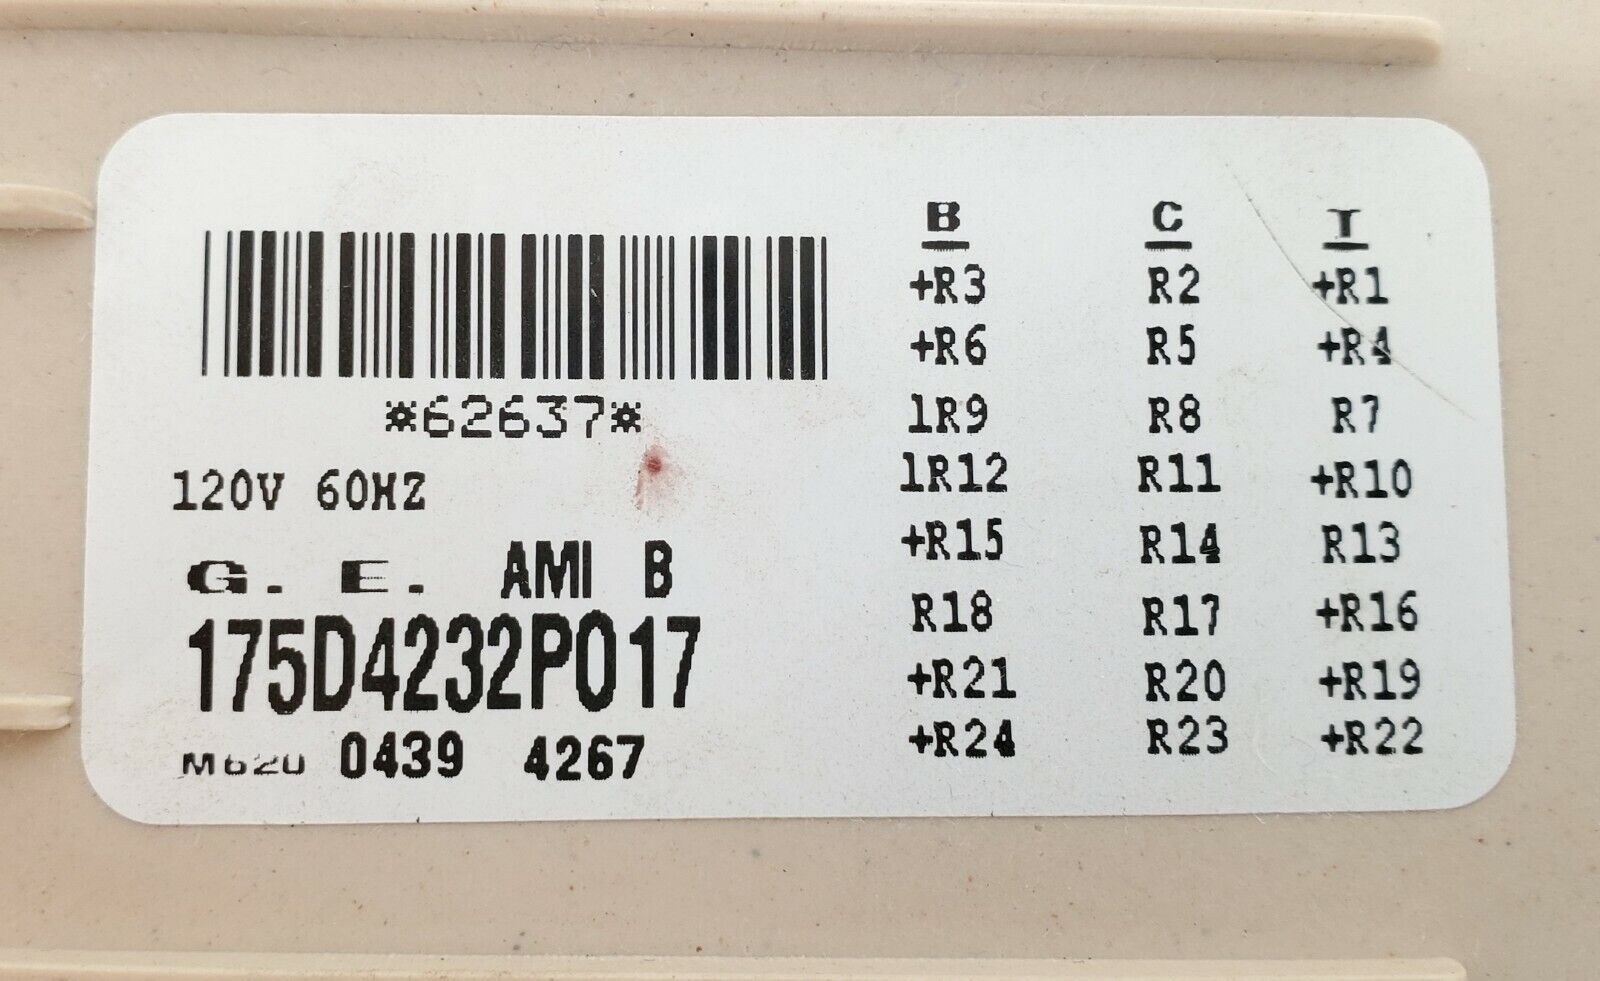 *62637*
120V 60HZ
G. E. AMI B
175D4232P017
M620 0439 4267
B C T
+R3 R2 +R1
+R6 R5 +R4
1R9 R8 R7
1R12 R11 +R10
+R15 R14 R13
R18 R17 +R16
+R21 R20 +R19
+R24 R23 +R22